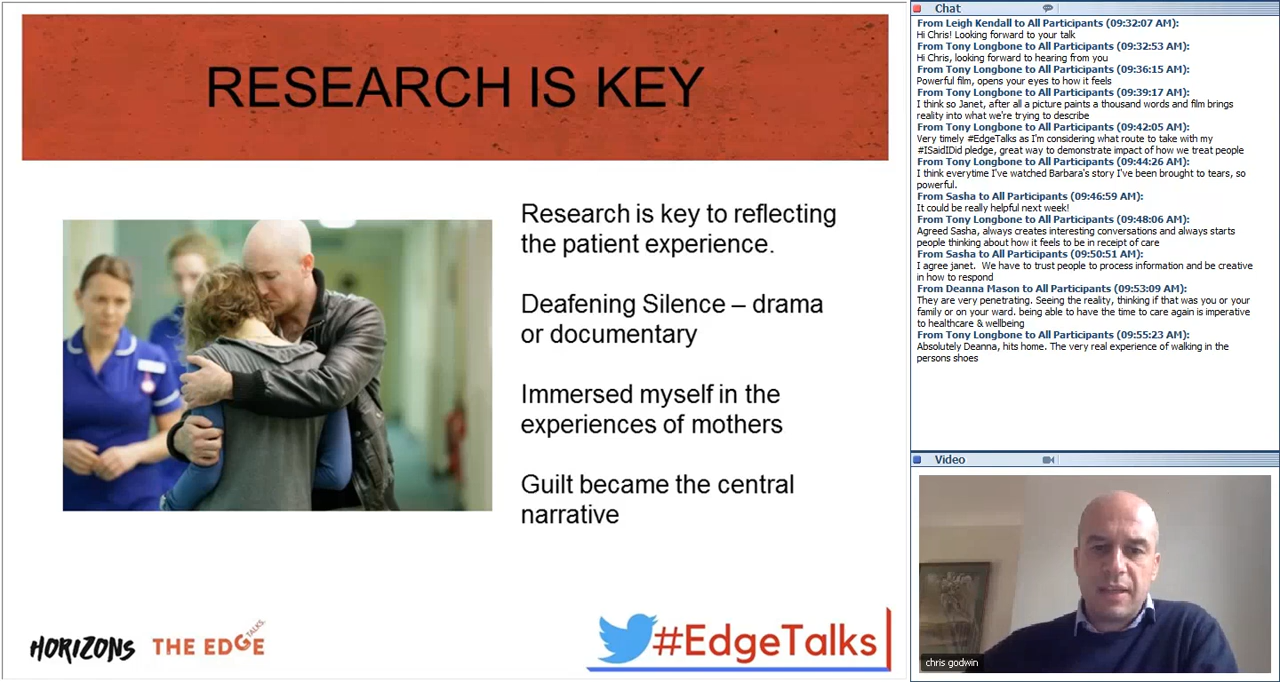 RESEARCH IS KEY
Research is key to reflecting
the patient experience.
Deafening Silence – drama
or documentary
Immersed myself in the
experiences of mothers
Guilt became the central
narrative
HORIZONS
THE EDGE
TALKS.
#EdgeTalks
Chat
From Leigh Kendall to All Participants (09:32:07 AM):
Hi Chris! Looking forward to your talk
From Tony Longbone to All Participants (09:32:53 AM):
Hi Chris, looking forward to hearing from you
From Tony Longbone to All Participants (09:36:15 AM):
Powerful film, opens your eyes to how it feels
From Tony Longbone to All Participants (09:39:17 AM):
I think so Janet, after all a picture paints a thousand words and film brings
reality into what we're trying to describe
From Tony Longbone to All Participants (09:42:05 AM):
Very timely #EdgeTalks as I'm considering what route to take with my
#ISaidIDid pledge, great way to demonstrate impact of how we treat people
From Tony Longbone to All Participants (09:44:26 AM):
I think everytime I've watched Barbara's story I've been brought to tears, so
powerful.
From Sasha to All Participants (09:46:59 AM):
It could be really helpful next week!
From Tony Longbone to All Participants (09:48:06 AM):
Agreed Sasha, always creates interesting conversations and always starts
people thinking about how it feels to be in receipt of care
From Sasha to All Participants (09:50:51 AM):
I agree janet. We have to trust people to process information and be creative
in how to respond
From Deanna Mason to All Participants (09:53:09 AM):
They are very penetrating. Seeing the reality, thinking if that was you or your
family or on your ward. being able to have the time to care again is imperative
to healthcare & wellbeing
From Tony Longbone to All Participants (09:55:23 AM):
Absolutely Deanna, hits home. The very real experience of walking in the
persons shoes
Video
chris godwin